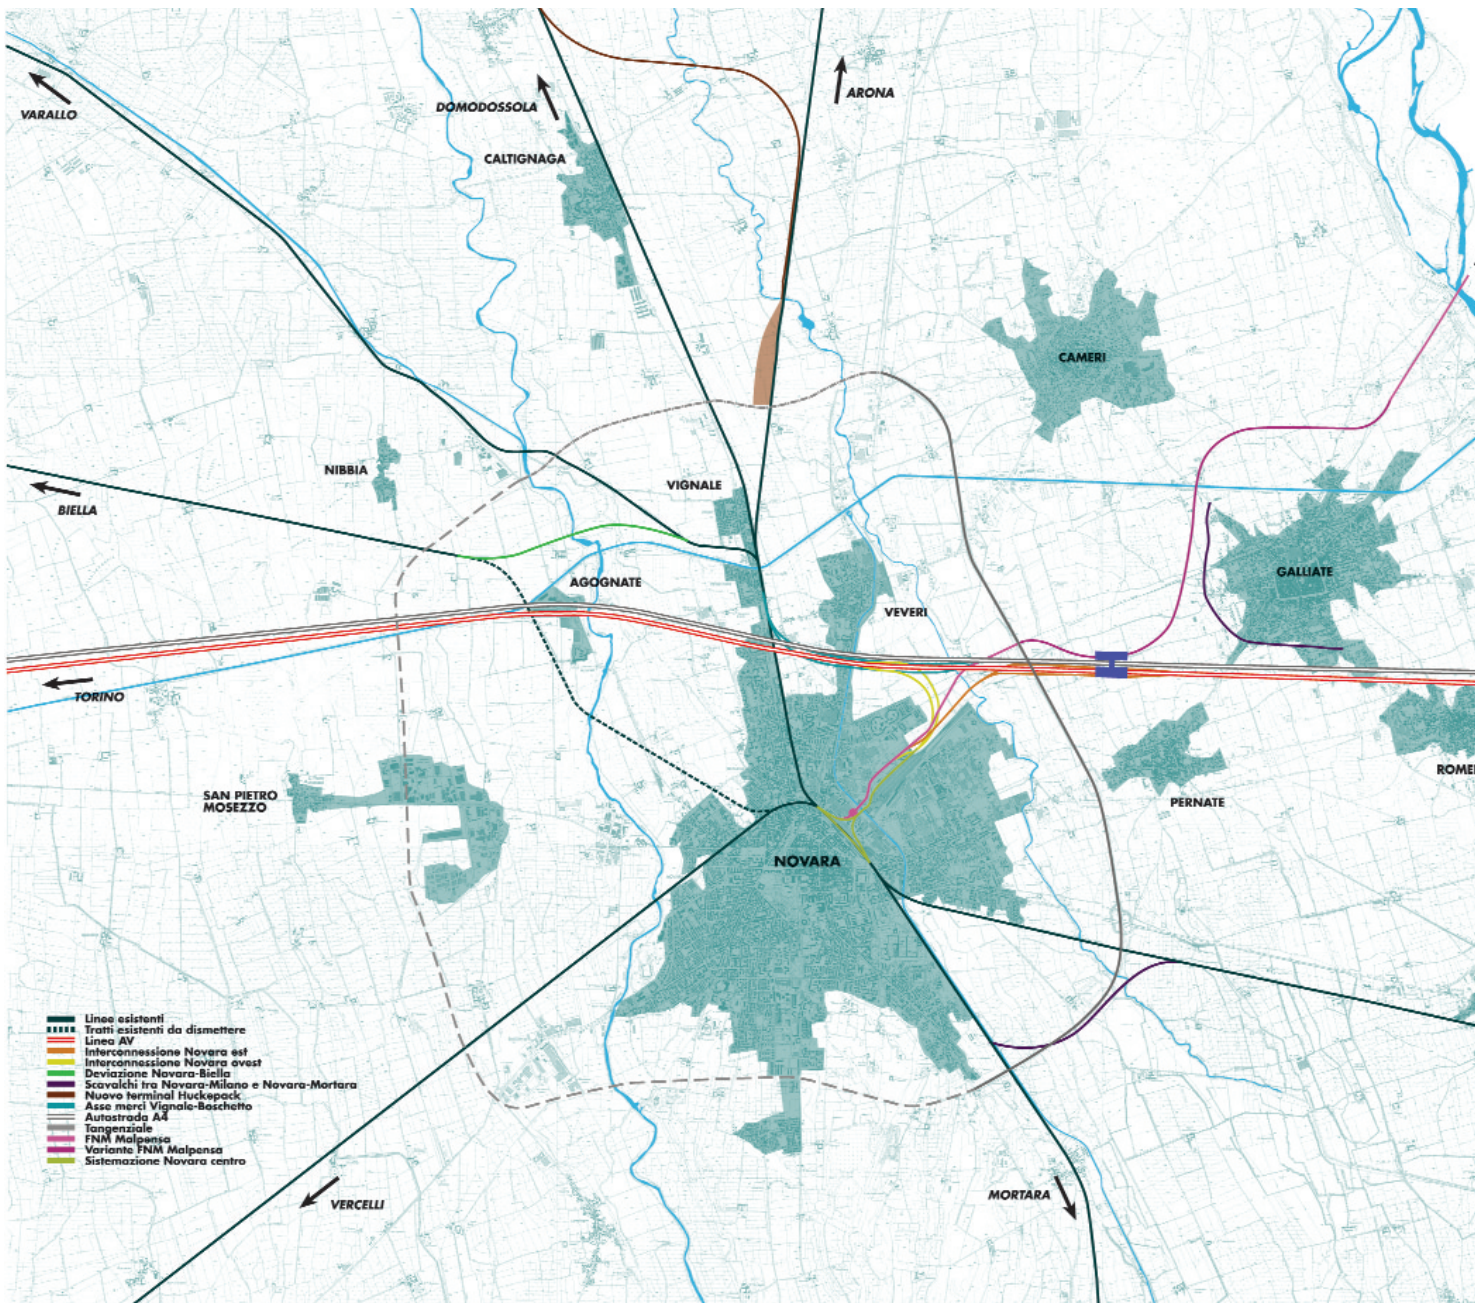 ARONA
VARALLO
DOMODOSSOLA
CALTIGNAGA
CAMERI
NIBBIA
VIGNALE
BIELLA
AGOGNATE
GALLIATE
VEVERI
TORINO
SAN PIETRO
MOSEZZO
PERNATE
NOVARA
Linee esistenti
Tratti esistenti da dismettere
Linea AV
Interconnessione Novara est
Interconnessione Novara ovest
Deviazione Novara-Biella
Scavalchi tra Novara-Milano e Novara-Mortara
Nuovo terminal Huckepack
Asse merci Vignale-Boschetto
Autostrada A4
Tangenziale
FNM Malpensa
Variante FNM Malpensa
Sistemazione Novara centro
VERCELLI
MORTARA